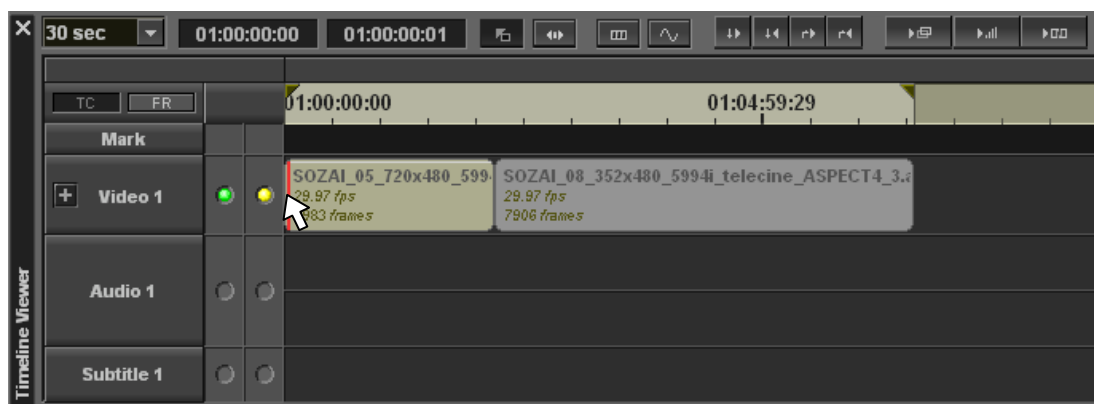 30 sec
01:00:00:00
01:00:00:01
TC FR
01:00:00:00
01:04:59:29
Mark
Video 1
SOZAI_05_720x480_599
29.97 fps
983 frames
SOZAI_08_352x480_5994i_telecine_ASPECT4_3.a
29.97 fps
7906 frames
Audio 1
Subtitle 1
Timeline Viewer